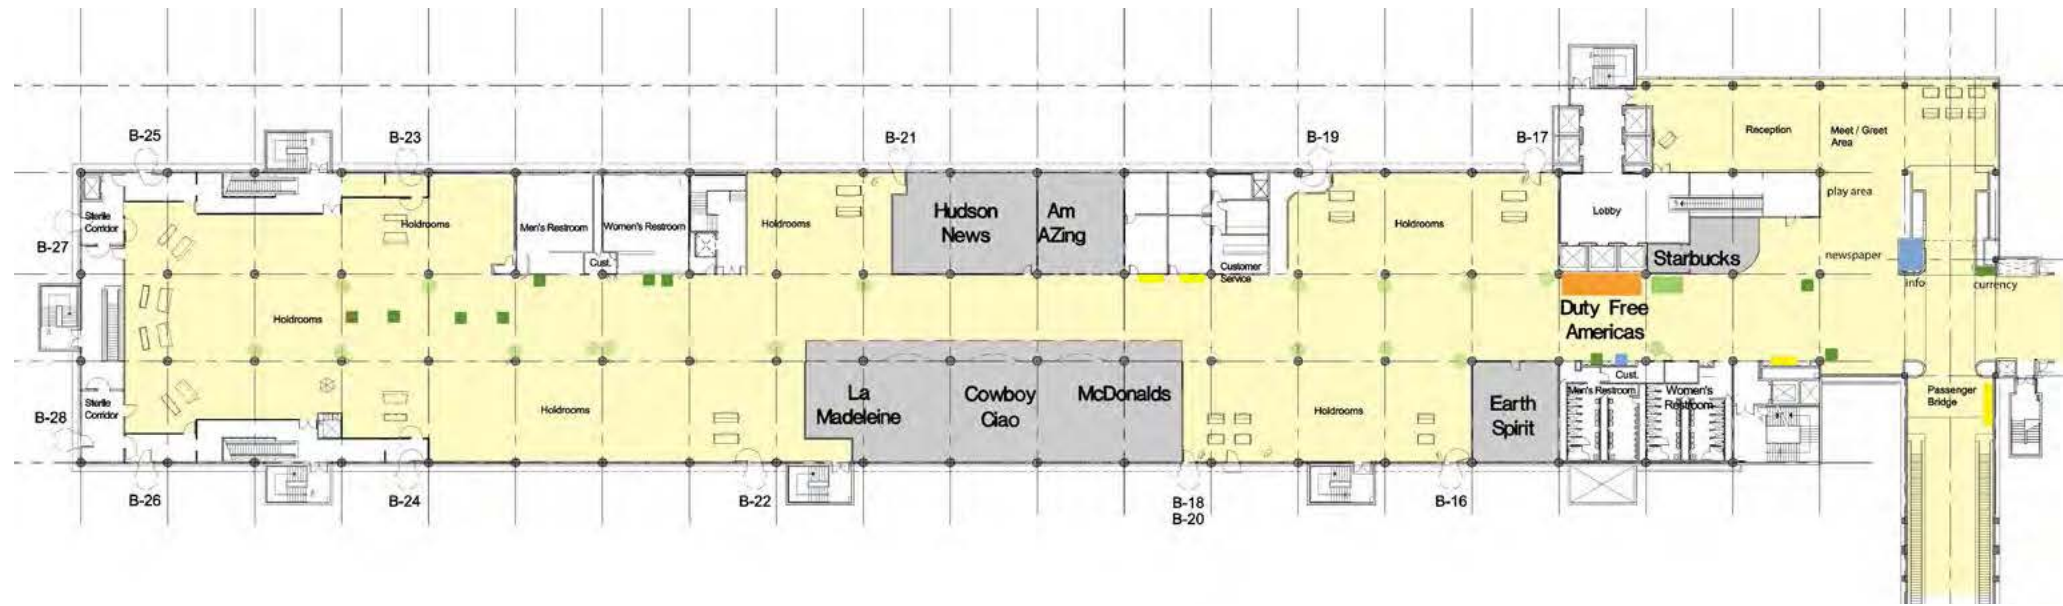 B-25
B-23
B-21
B-19
B-17
Reception
Meet / Greet
Area
play area
newspaper
info
currency
Sterile
Corridor
B-27
Holdrooms
Men's Restroom
Women's Restroom
Cust.
Holdrooms
Hudson
News
Am
AZing
Customer
Service
Holdrooms
Lobby
Starbucks
Duty Free
Americas
Holdrooms
Sterile
Corridor
B-28
Holdrooms
La
Madeleine
Cowboy
Ciao
McDonalds
Holdrooms
Earth
Spirit
Cust.
Men's Restroom
Women's
Restroom
Passenger
Bridge
B-26
B-24
B-22
B-18
B-20
B-16